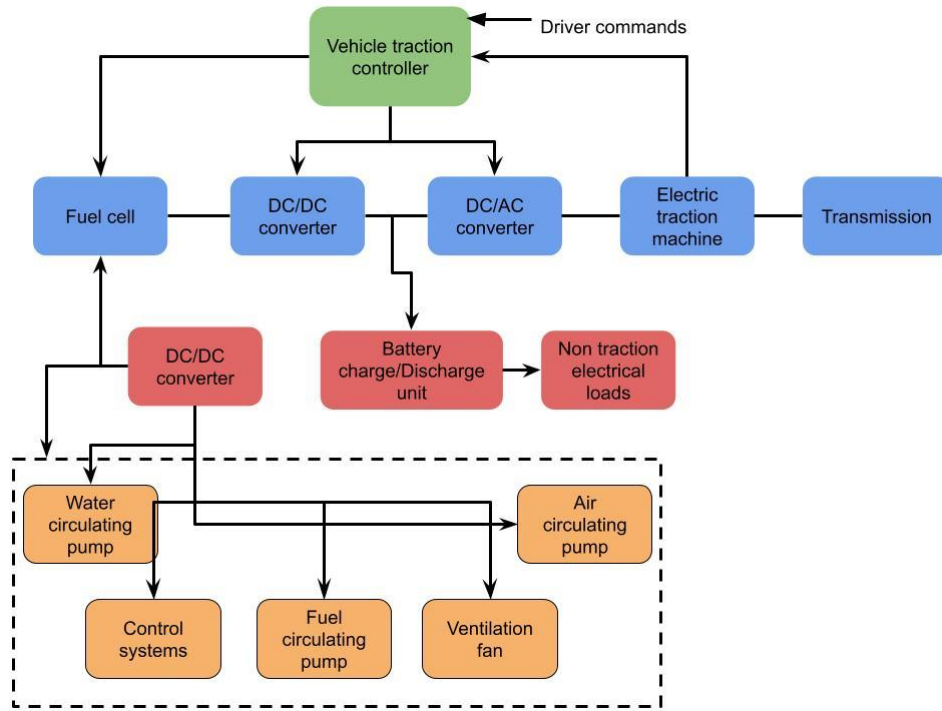 Driver commands
Vehicle traction
controller
Fuel cell
DC/DC
converter
DC/AC
converter
Electric
traction
machine
Transmission
DC/DC
converter
Battery
charge/Discharge
unit
Non traction
electrical
loads
Water
circulating
pump
Air
circulating
pump
Control
systems
Fuel
circulating
pump
Ventilation
fan